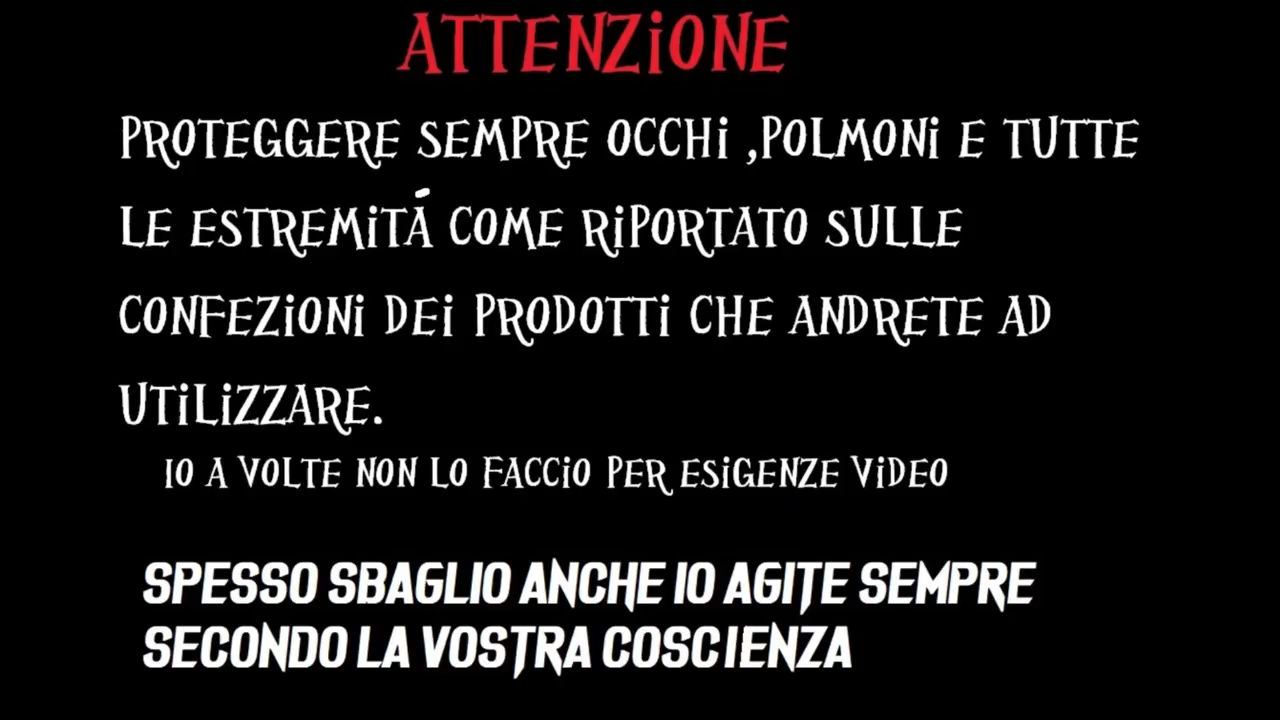 ATTENZIONE
PROTEGGERE SEMPRE OCCHI ,POLMONI E TUTTE
LE ESTREMITÁ COME RIPORTATO SULLE
CONFEZIONI DEI PRODOTTI CHE ANDRETE AD
UTILIZZARE.
IO A VOLTE NON LO FACCIO PER ESIGENZE VIDEO
SPESSO SBAGLIO ANCHE IO AGITE SEMPRE
SECONDO LA VOSTRA COSCIENZA